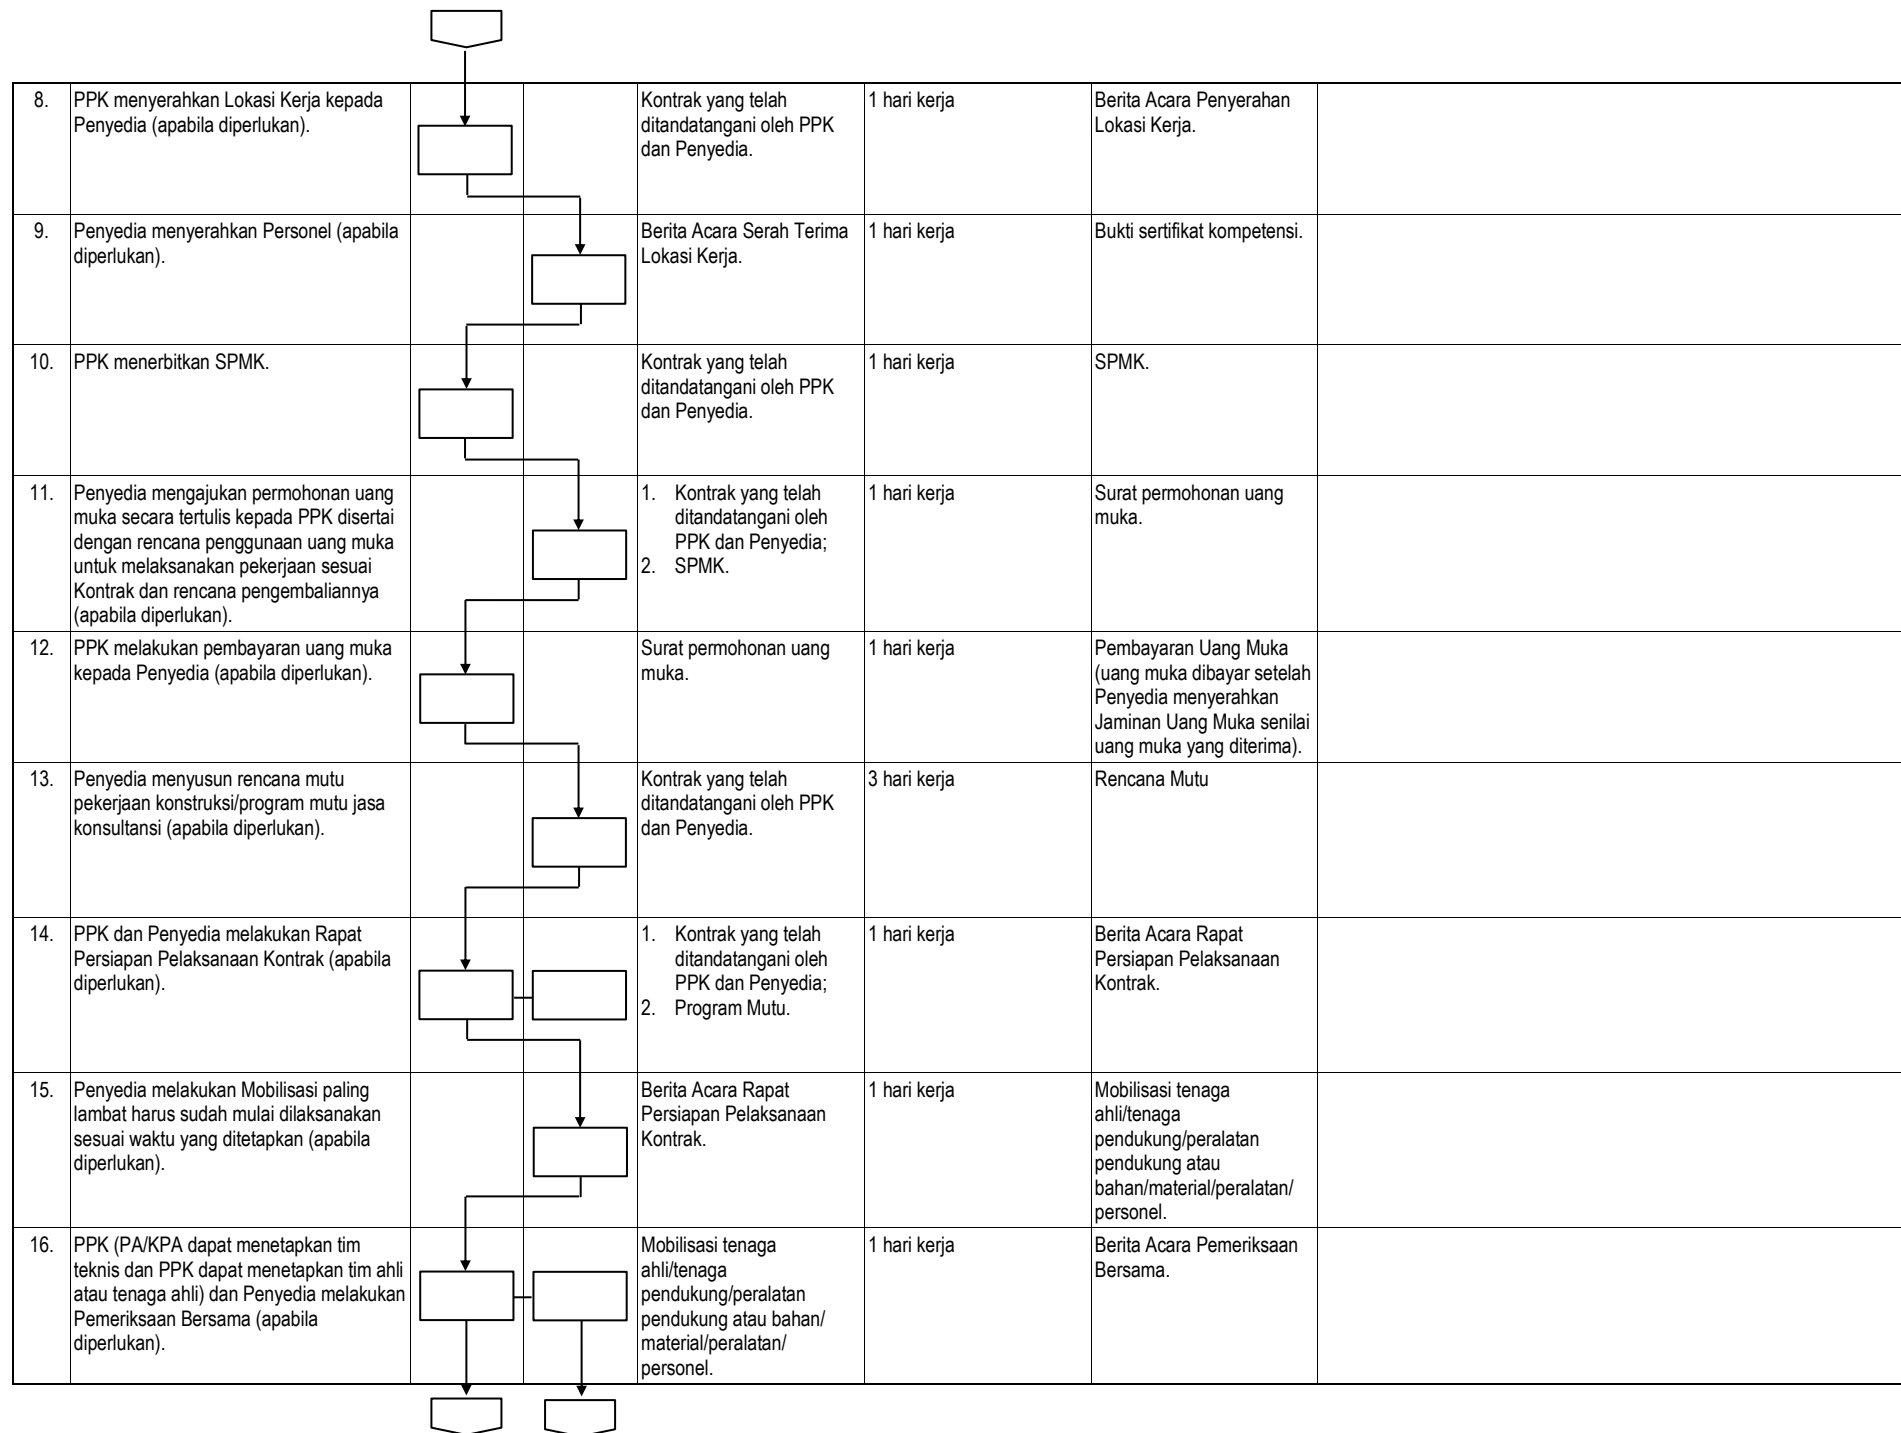 8.
PPK menyerahkan Lokasi Kerja kepada
Penyedia (apabila diperlukan).
Kontrak yang telah
ditandatangani oleh PPK
dan Penyedia.
1 hari kerja
Berita Acara Penyerahan
Lokasi Kerja.
9.
Penyedia menyerahkan Personel (apabila
diperlukan).
Berita Acara Serah Terima
Lokasi Kerja.
1 hari kerja
Bukti sertifikat kompetensi.
10.
PPK menerbitkan SPMK.
Kontrak yang telah
ditandatangani oleh PPK
dan Penyedia.
1 hari kerja
SPMK.
11.
Penyedia mengajukan permohonan uang
muka secara tertulis kepada PPK disertai
dengan rencana penggunaan uang muka
untuk melaksanakan pekerjaan sesuai
Kontrak dan rencana pengembaliannya
(apabila diperlukan).
1. Kontrak yang telah
ditandatangani oleh
PPK dan Penyedia;
2. SPMK.
1 hari kerja
Surat permohonan uang
muka.
12.
PPK melakukan pembayaran uang muka
kepada Penyedia (apabila diperlukan).
Surat permohonan uang
muka.
1 hari kerja
Pembayaran Uang Muka
(uang muka dibayar setelah
Penyedia menyerahkan
Jaminan Uang Muka senilai
uang muka yang diterima).
13.
Penyedia menyusun rencana mutu
pekerjaan konstruksi/program mutu jasa
konsultansi (apabila diperlukan).
Kontrak yang telah
ditandatangani oleh PPK
dan Penyedia.
3 hari kerja
Rencana Mutu
14.
PPK dan Penyedia melakukan Rapat
Persiapan Pelaksanaan Kontrak (apabila
diperlukan).
1. Kontrak yang telah
ditandatangani oleh
PPK dan Penyedia;
2. Program Mutu.
1 hari kerja
Berita Acara Rapat
Persiapan Pelaksanaan
Kontrak.
15.
Penyedia melakukan Mobilisasi paling
lambat harus sudah mulai dilaksanakan
sesuai waktu yang ditetapkan (apabila
diperlukan).
Berita Acara Rapat
Persiapan Pelaksanaan
Kontrak.
1 hari kerja
Mobilisasi tenaga
ahli/tenaga
pendukung/peralatan
pendukung atau
bahan/material/peralatan/
personel.
16.
PPK (PA/KPA dapat menetapkan tim
teknis dan PPK dapat menetapkan tim ahli
atau tenaga ahli) dan Penyedia melakukan
Pemeriksaan Bersama (apabila
diperlukan).
Mobilisasi tenaga
ahli/tenaga
pendukung/peralatan
pendukung atau bahan/
material/peralatan/
personel.
1 hari kerja
Berita Acara Pemeriksaan
Bersama.